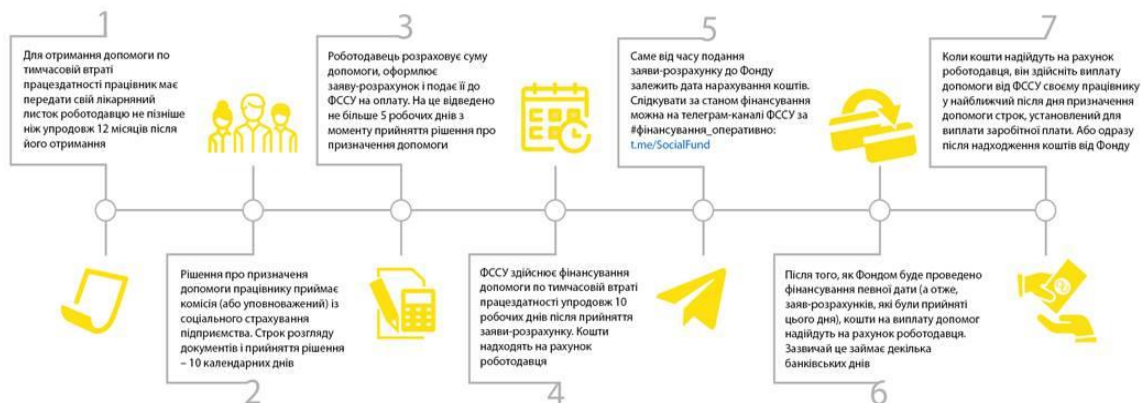 1
Для отримання допомоги по
тимчасовій втраті
працездатності працівник має
передати свій лікарняний
листок роботодавцю не пізніше
ніж упродовж 12 місяців після
його отримання
2
Рішення про призначеня
допомоги працівнику приймає
комісія (або уповноважений) із
соціального страхування
підприємства. Строк розгляду
документів і прийняття рішення
– 10 календарних днів
3
Роботодавець розраховує суму
допомоги, оформлює
заяву-розрахунок і подає її до
ФССУ на оплату. На це відведено
не більше 5 робочих днів з
моменту прийняття рішення про
призначення допомоги
4
ФССУ здійснює фінансування
допомоги по тимчасовій втраті
працездатності упродовж 10
робочих днів після прийняття
заяви-розрахунку. Кошти
надходять на рахунок
роботодавця
5
Саме від часу подання
заяви-розрахунку до Фонду
залежить дата нарахування коштів.
Слідкувати за станом фінансування
можна на телеграм-каналі ФССУ за
#фінансування_оперативно:
t.me/SocialFund
6
Після того, як Фондом буде проведено
фінансування певної дати (а отже,
заяв-розрахунків, які були прийняті
цього дня), кошти на виплату допомог
надійдуть на рахунок роботодавця.
Зазвичай це займає декілька
банківських днів
7
Коли кошти надійдуть на рахунок
роботодавця, він здійсніть виплату
допомоги від ФССУ своєму працівнику
у найближчий після дня призначення
допомоги строк, установлений для
виплати заробітної плати. Або одразу
після надходження коштів від Фонду